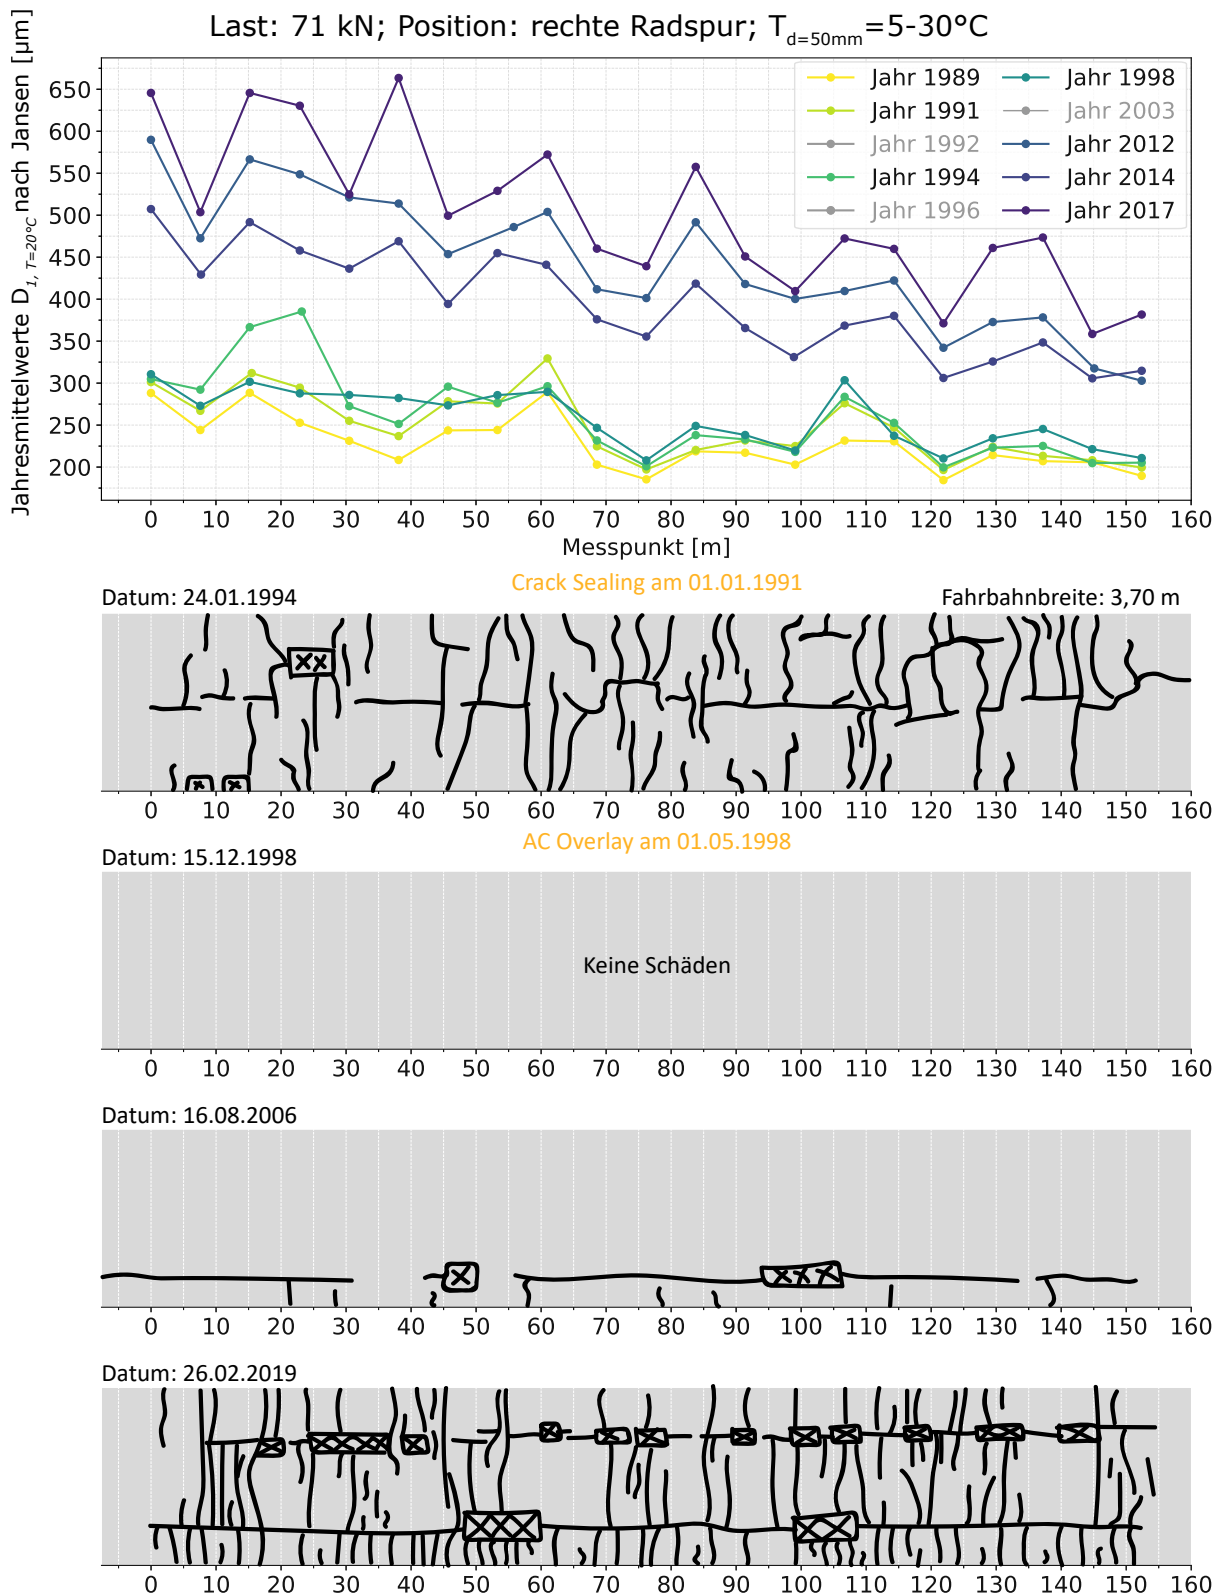 Last: 71 kN; Position: rechte Radspur; T_d=50mm=5-30°C
Jahresmittelwerte D_1, T=20°C nach Jansen [µm]
650
600
550
500
450
400
350
300
250
200
Jahr 1989
Jahr 1991
Jahr 1992
Jahr 1994
Jahr 1996
Jahr 1998
Jahr 2003
Jahr 2012
Jahr 2014
Jahr 2017
0 10 20 30 40 50 60 70 80 90 100 110 120 130 140 150 160
Messpunkt [m]
Crack Sealing am 01.01.1991
Datum: 24.01.1994 Fahrbahnbreite: 3,70 m
0 10 20 30 40 50 60 70 80 90 100 110 120 130 140 150 160
AC Overlay am 01.05.1998
Datum: 15.12.1998
Keine Schäden
0 10 20 30 40 50 60 70 80 90 100 110 120 130 140 150 160
Datum: 16.08.2006
0 10 20 30 40 50 60 70 80 90 100 110 120 130 140 150 160
Datum: 26.02.2019
0 10 20 30 40 50 60 70 80 90 100 110 120 130 140 150 160